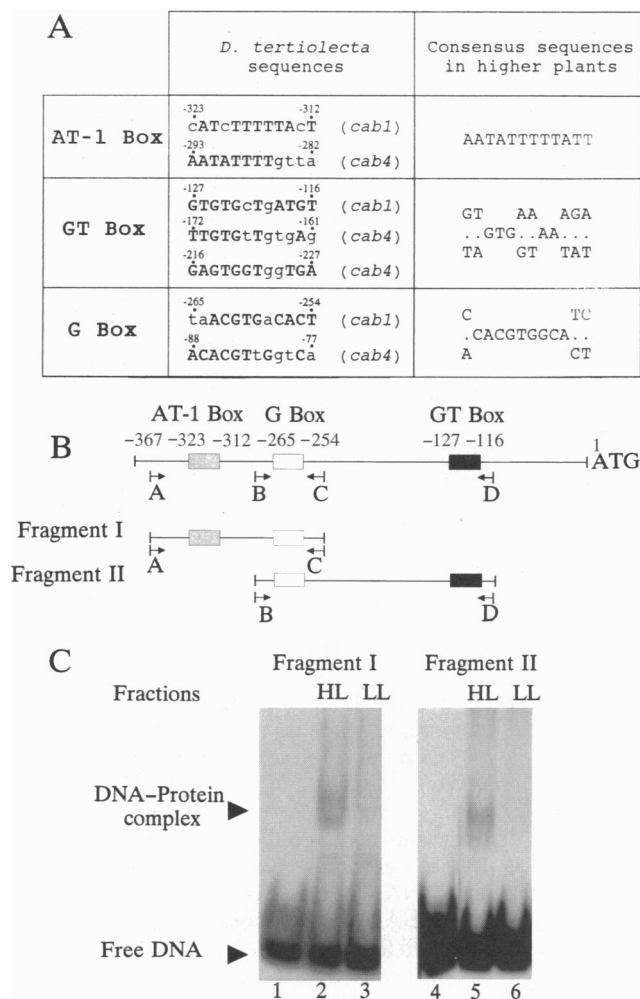 A
D. tertiolecta
sequences
Consensus sequences
in higher plants
AT-1 Box
-323 -312
cATcTTTTTAcT (cab1)
-293 -282
AATATTTTgtta (cab4)
AATATTTTTATT
GT Box
-127 -116
GTGTGcTgATGT (cab1)
-172 -161
TTGTGtTgtgAg (cab4)
-216 -227
GAGTGGTggTGA
GT AA AGA
..GTG..AA...
TA GT TAT
G Box
-265 -254
taACGTGaCACT (cab1)
-88 -77
ACACGTtGgtCa (cab4)
C TC
.CACGTGGCA..
A CT
B
AT-1 Box G Box GT Box
-367 -323 -312 -265 -254 -127 -116 1
ATG
A B C D
Fragment I
A C
Fragment II
B D
C
Fragment I Fragment II
Fractions HL LL HL LL
DNA-Protein
complex
Free DNA
1 2 3 4 5 6